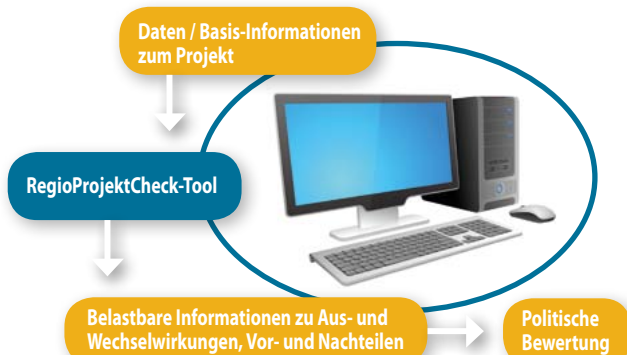 Daten / Basis-Informationen
zum Projekt
RegioProjektCheck-Tool
Belastbare Informationen zu Aus- und
Wechselwirkungen, Vor- und Nachteilen
Politische
Bewertung